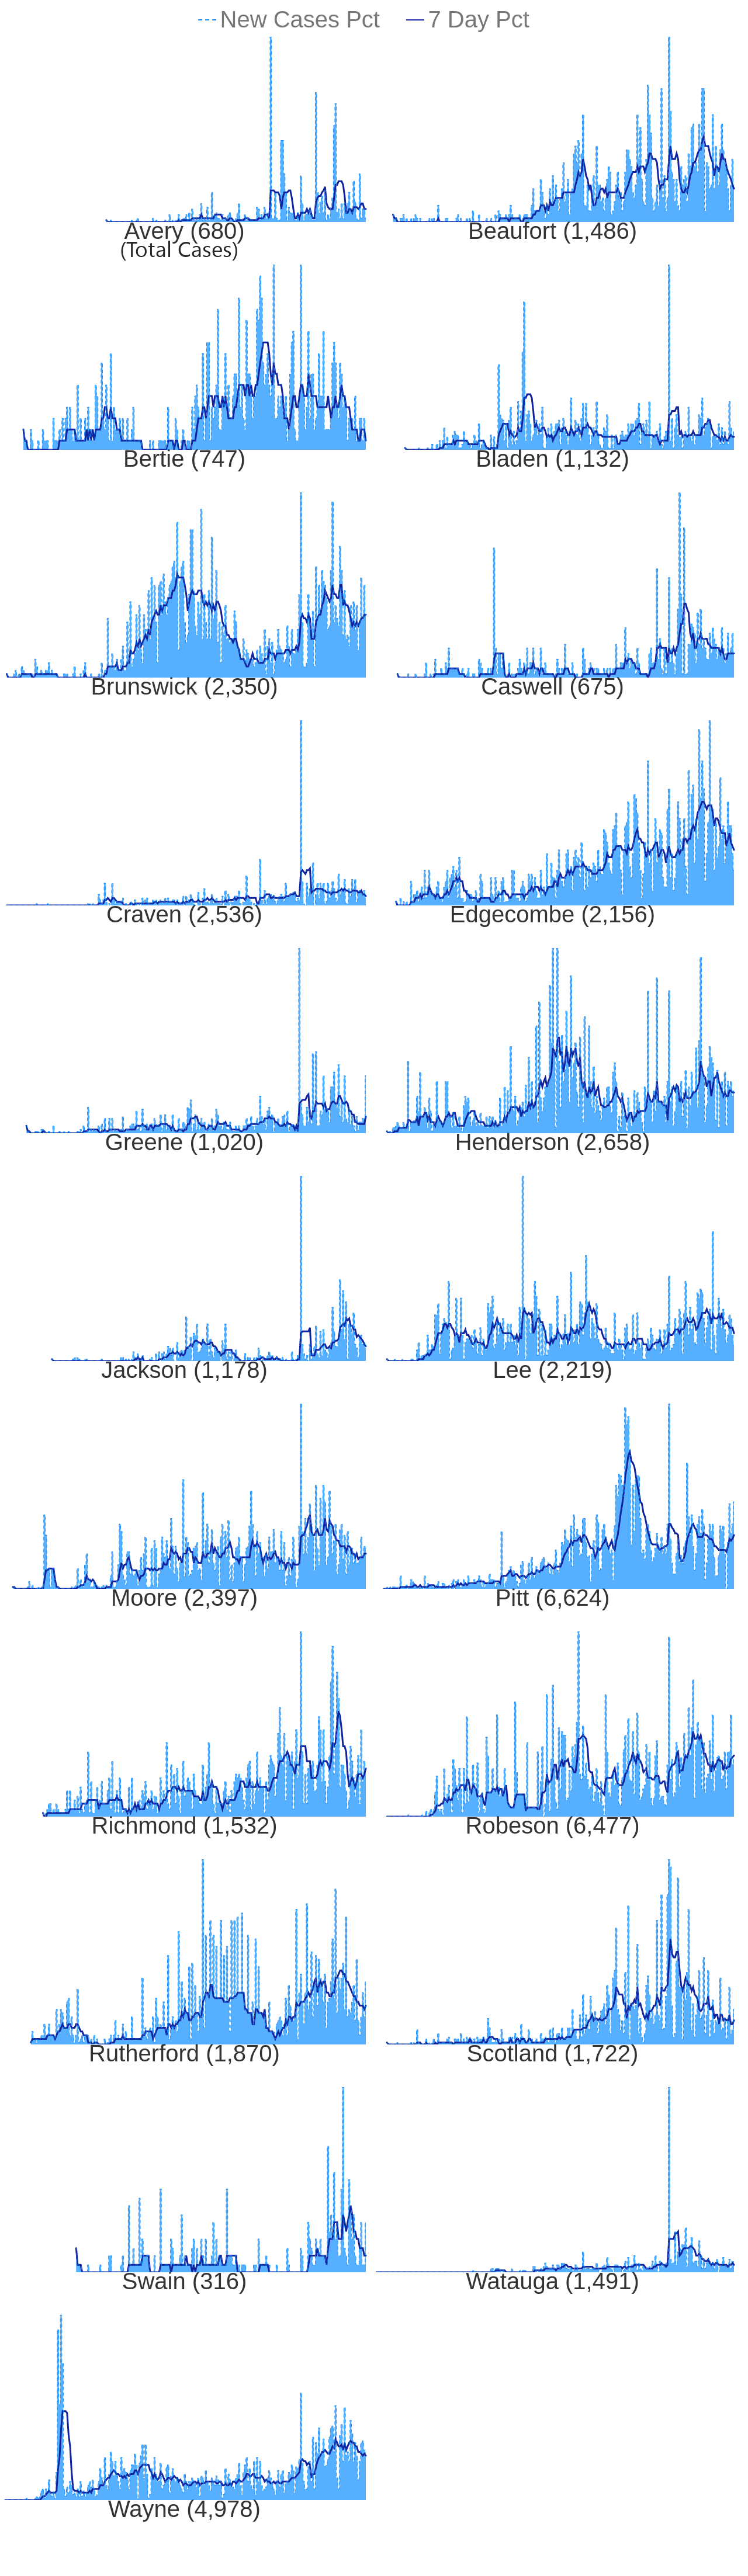 New Cases Pct 7 Day Pct
Avery (680) Beaufort (1,486)
(Total Cases)
Bertie (747) Bladen (1,132)
Brunswick (2,350) Caswell (675)
Craven (2,536) Edgecombe (2,156)
Greene (1,020) Henderson (2,658)
Jackson (1,178) Lee (2,219)
Moore (2,397) Pitt (6,624)
Richmond (1,532) Robeson (6,477)
Rutherford (1,870) Scotland (1,722)
Swain (316) Watauga (1,491)
Wayne (4,978)